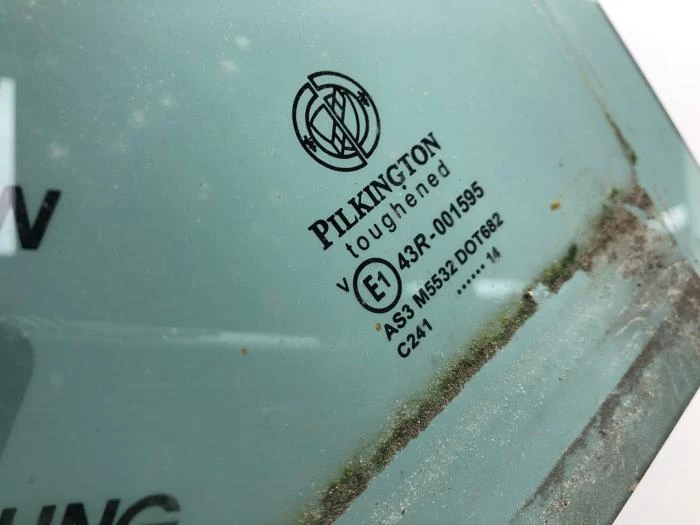 PILKINGTON
toughened
V E1 43R-001595
AS3 M5532 DOT682
C241 ...... 14